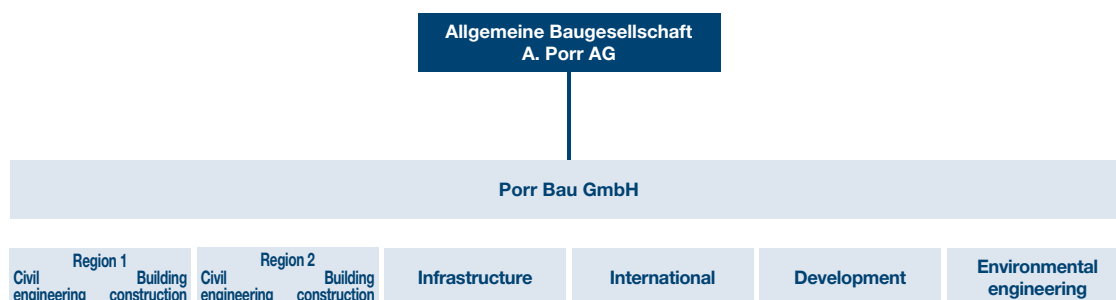 Allgemeine Baugesellschaft
A. Porr AG
Porr Bau GmbH
Region 1
Civil Building
engineering construction
Region 2
Civil Building
engineering construction
Infrastructure
International
Development
Environmental
engineering